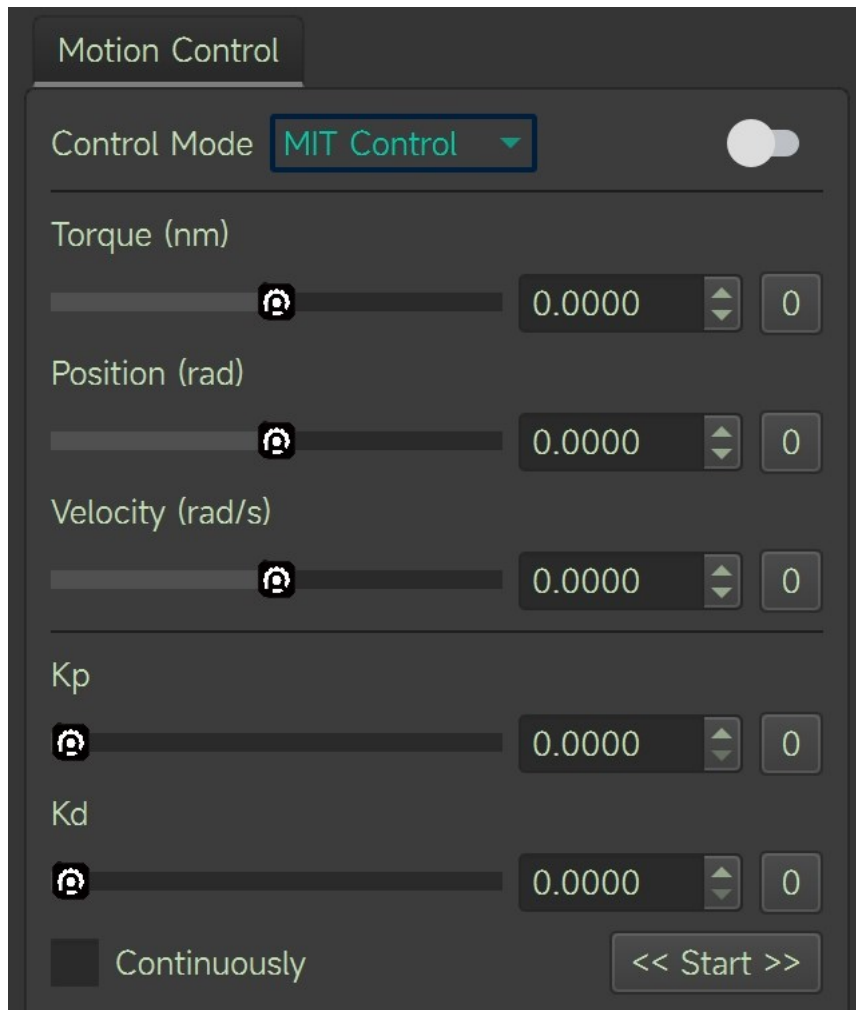 Motion Control
Control Mode MIT Control
Torque (nm)
0.0000 0
Position (rad)
0.0000 0
Velocity (rad/s)
0.0000 0
Kp
0.0000 0
Kd
0.0000 0
Continuously << Start >>